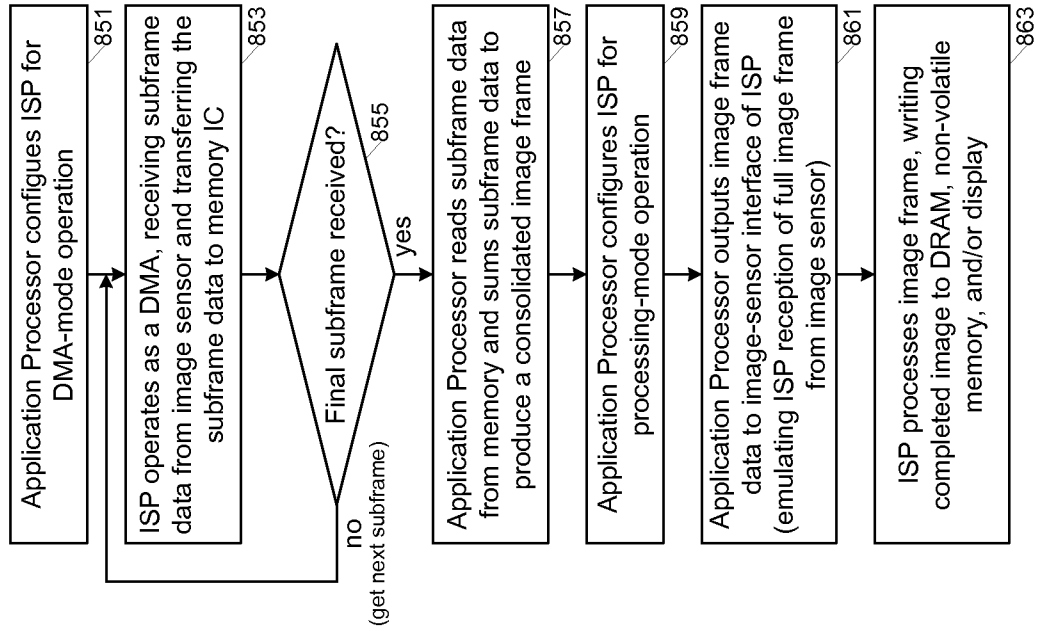 Application Processor configues ISP for
DMA-mode operation
851
ISP operates as a DMA, receiving subframe
data from image sensor and transferring the
subframe data to memory IC
853
Final subframe received?
855
no
(get next subframe)
yes
Application Processor reads subframe data
from memory and sums subframe data to
produce a consolidated image frame
857
Application Processor configures ISP for
processing-mode operation
859
Application Processor outputs image frame
data to image-sensor interface of ISP
(emulating ISP reception of full image frame
from image sensor)
861
ISP processes image frame, writing
completed image to DRAM, non-volatile
memory, and/or display
863